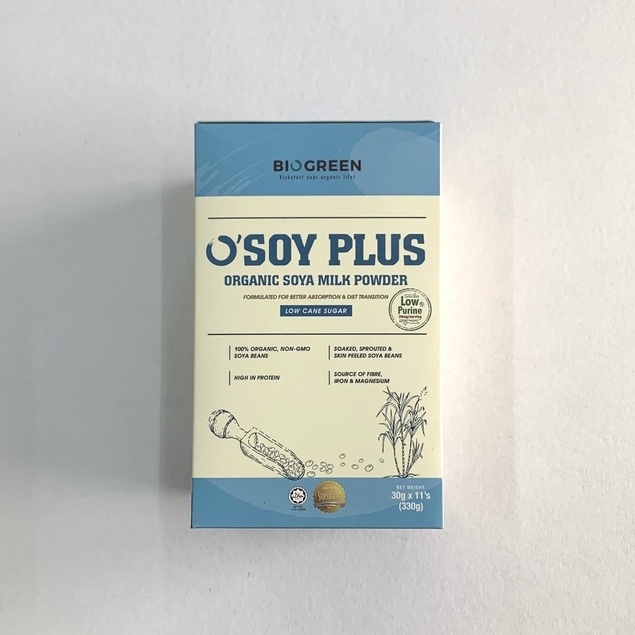 BIOGREEN
Kickstart your organic life!
O'SOY PLUS
ORGANIC SOYA MILK POWDER
FORMULATED FOR BETTER ABSORPTION & DIET TRANSITION
LOW CANE SUGAR
Low
Purine
100% ORGANIC, NON-GMO
SOYA BEANS
SOAKED, SPROUTED &
SKIN PEELED SOYA BEANS
HIGH IN PROTEIN
SOURCE OF FIBRE,
IRON & MAGNESIUM
NET WEIGHT
30g x 11's
(330g)